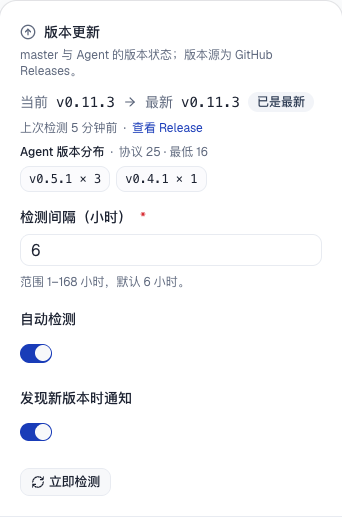 版本更新
master 与 Agent 的版本状态；版本源为 GitHub
Releases。
当前 v0.11.3 → 最新 v0.11.3 已是最新
上次检测 5 分钟前 · 查看 Release
Agent 版本分布 · 协议 25 · 最低 16
v0.5.1 × 3 v0.4.1 × 1
检测间隔（小时） *
6
范围 1–168 小时，默认 6 小时。
自动检测
发现新版本时通知
立即检测